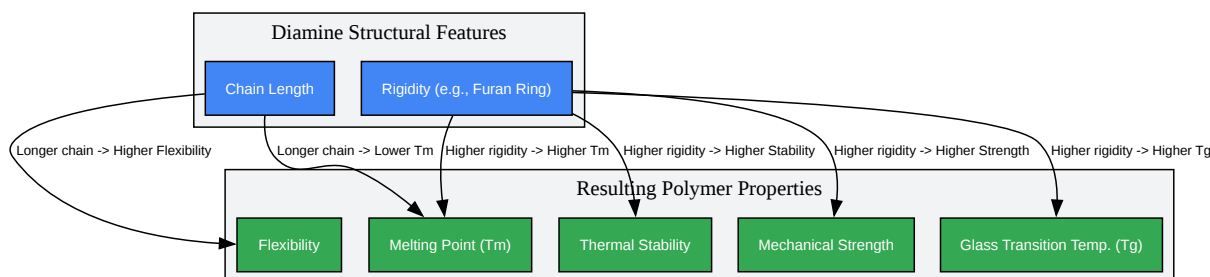 Diamine Structural Features
Chain Length
Rigidity (e.g., Furan Ring)
Longer chain -> Higher Flexibility
Longer chain -> Lower Tm
Higher rigidity -> Higher Tm
Higher rigidity -> Higher Stability
Higher rigidity -> Higher Strength
Higher rigidity -> Higher Tg
Resulting Polymer Properties
Flexibility
Melting Point (Tm)
Thermal Stability
Mechanical Strength
Glass Transition Temp. (Tg)